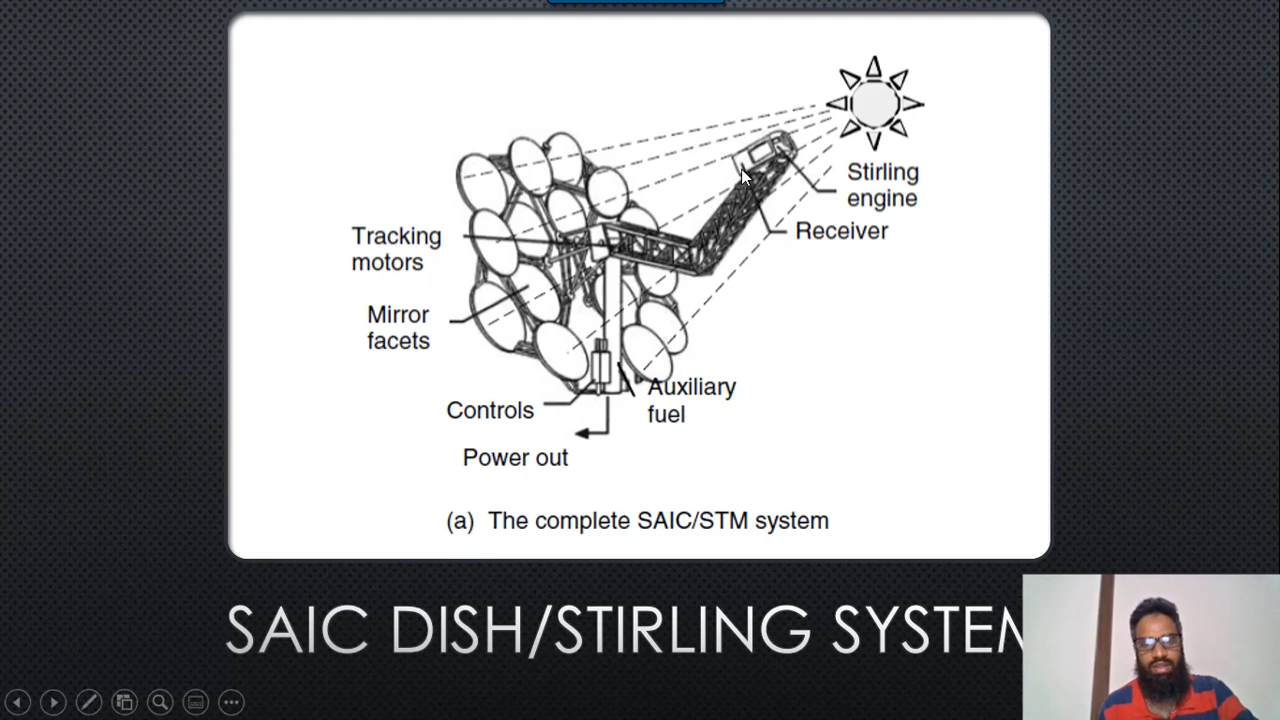 Stirling
engine
Receiver
Tracking
motors
Mirror
facets
Auxiliary
fuel
Controls
Power out
(a) The complete SAIC/STM system
SAIC DISH/STIRLING SYSTEM